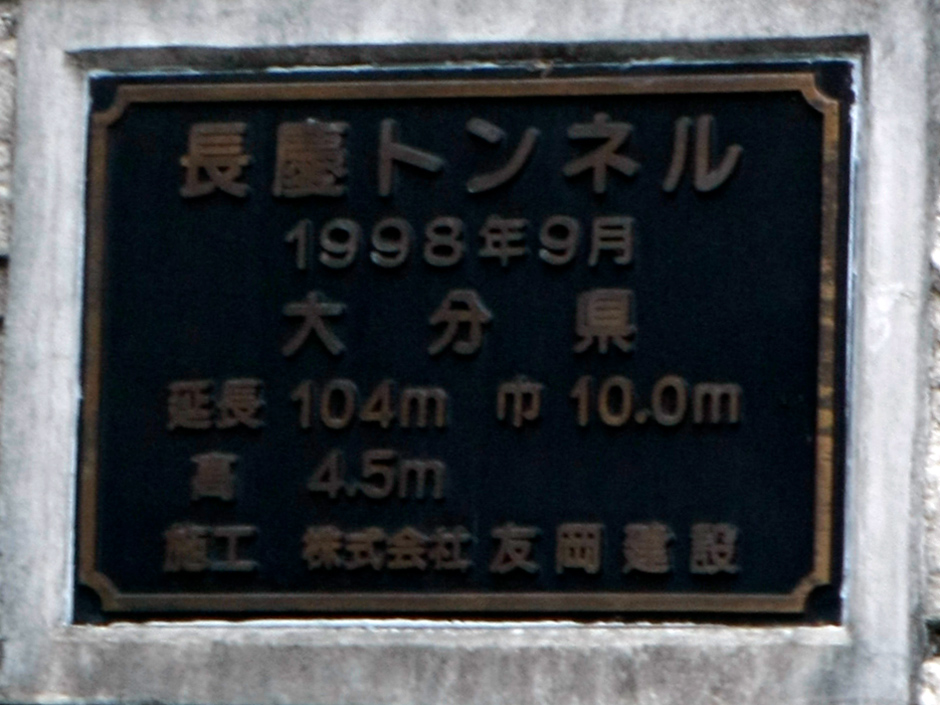 長慶トンネル
1998年9月
大分県
延長 104m 巾 10.0m
高 4.5m
施工 株式会社 友岡建設